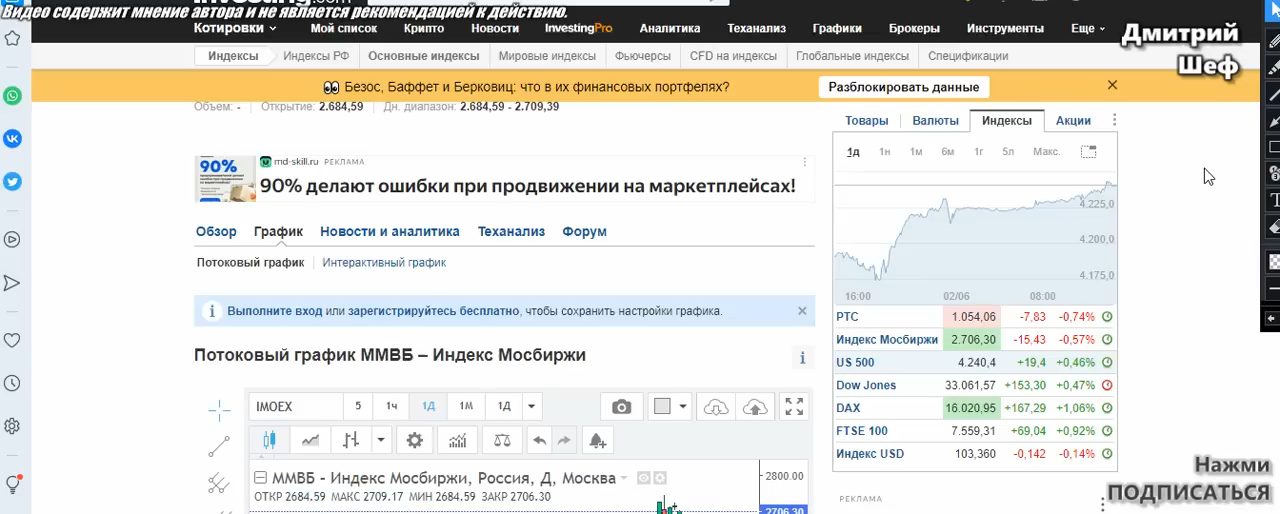 Investing.com
Видео содержит мнение автора и не является рекомендацией к действию.
Котировки Мой список Крипто Новости InvestingPro Аналитика Теханализ Графики Брокеры Инструменты Еще
Дмитрий
Шеф
Индексы Индексы РФ Основные индексы Мировые индексы Фьючерсы CFD на индексы Глобальные индексы Спецификации
Безос, Баффет и Берковиц: что в их финансовых портфелях? Разблокировать данные
Объём: - Открытие: 2.684,59 Дн. диапазон: 2.684,59 - 2.709,39
Товары Валюты Индексы Акции
1д 1н 1м 6м 1г 5л Макс.
90%
md-skill.ru РЕКЛАМА
90% делают ошибки при продвижении на маркетплейсах!
4.225,0
4.200,0
4.175,0
16:00 02/06 08:00
Обзор График Новости и аналитика Теханализ Форум
Потоковый график Интерактивный график
Выполните вход или зарегистрируйтесь бесплатно, чтобы сохранить настройки графика.
Потоковый график ММВБ – Индекс Мосбиржи
РТС 1.054,06 -7,83 -0,74%
Индекс Мосбиржи 2.706,30 -15,43 -0,57%
US 500 4.240,4 +19,4 +0,46%
Dow Jones 33.061,57 +153,30 +0,47%
DAX 16.020,95 +167,29 +1,06%
FTSE 100 7.559,31 +69,04 +0,92%
Индекс USD 103,360 -0,142 -0,14%
IMOEX 5 1ч 1Д 1М 1Д
ММВБ - Индекс Мосбиржи, Россия, Д, Москва
ОТКР 2684.59 МАКС 2709.17 МИН 2684.59 ЗАКР 2706.30
2800.00
2706.30
РЕКЛАМА
Нажми
ПОДПИСАТЬСЯ